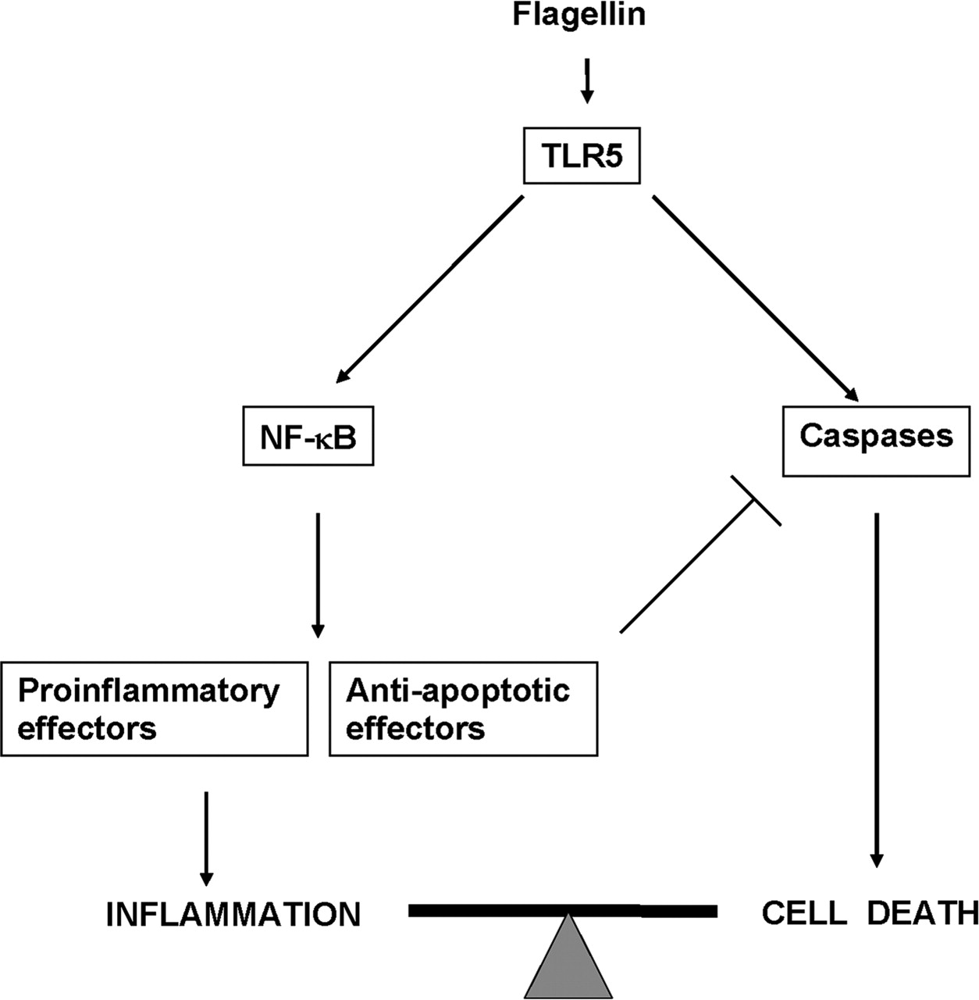 Flagellin
TLR5
NF-κB
Caspases
Proinflammatory
effectors
Anti-apoptotic
effectors
INFLAMMATION
CELL DEATH